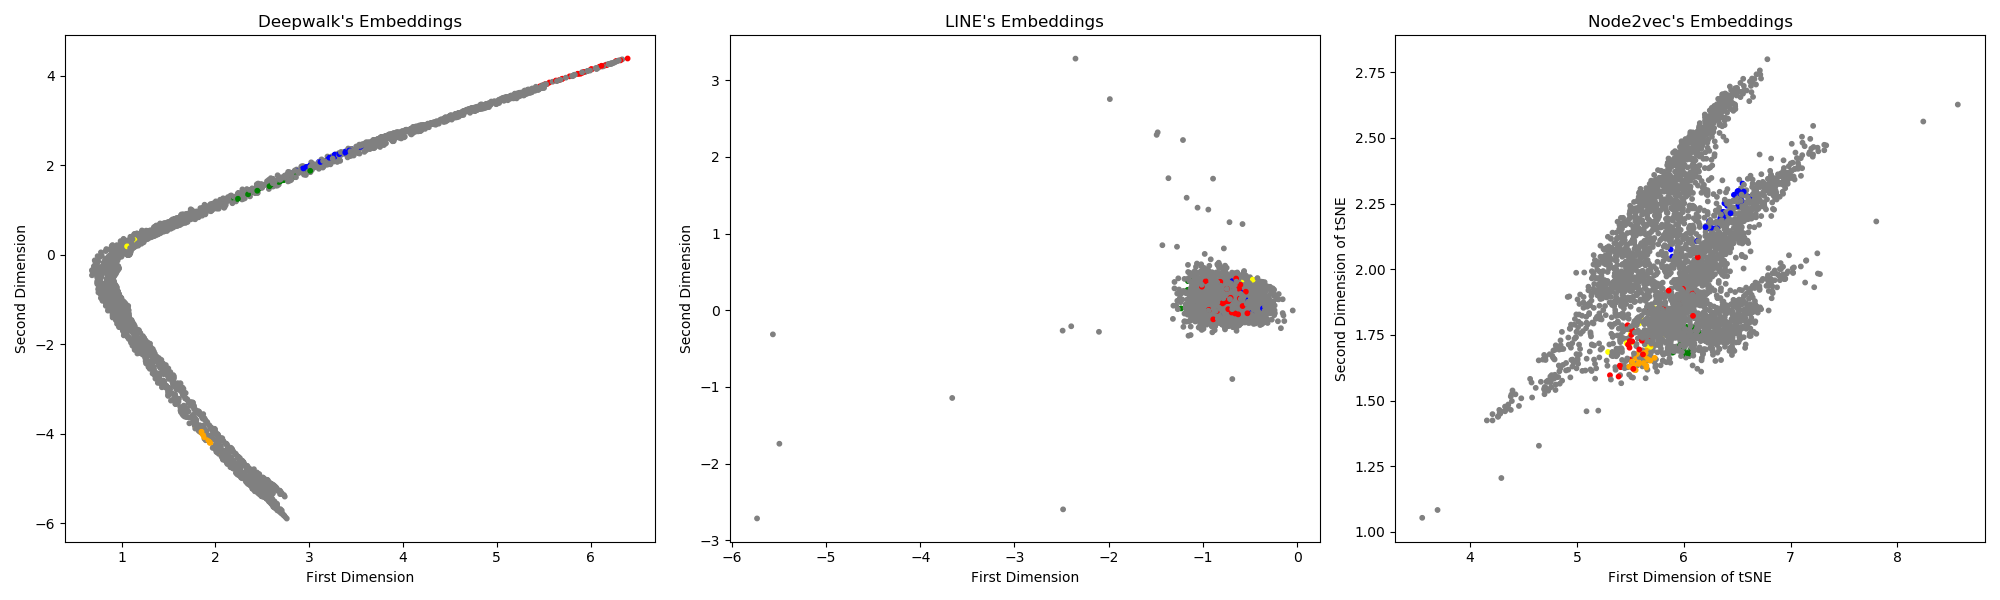 Deepwalk's Embeddings
Second Dimension
4
2
0
−2
−4
−6
1 2 3 4 5 6
First Dimension
LINE's Embeddings
Second Dimension
3
2
1
0
−1
−2
−3
−6 −5 −4 −3 −2 −1 0
First Dimension
Node2vec's Embeddings
Second Dimension of tSNE
2.75
2.50
2.25
2.00
1.75
1.50
1.25
1.00
4 5 6 7 8
First Dimension of tSNE